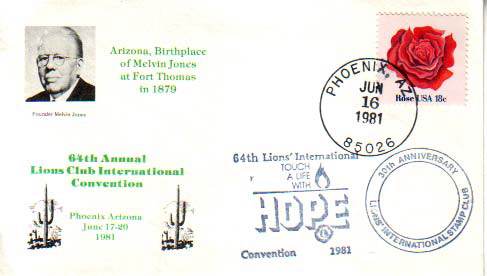 Arizona, Birthplace
of Melvin Jones
at Fort Thomas
in 1879
Founder Melvin Jones
64th Annual
Lions Club International
Convention
Phoenix Arizona
June 17-20
1981
Rose USA 18c
PHOENIX, AZ
JUN
16
1981
85026
64th Lions' International
TOUCH
A LIFE
WITH
HOPE
Convention 1981
30th ANNIVERSARY
LIONS INTERNATIONAL STAMP CLUB